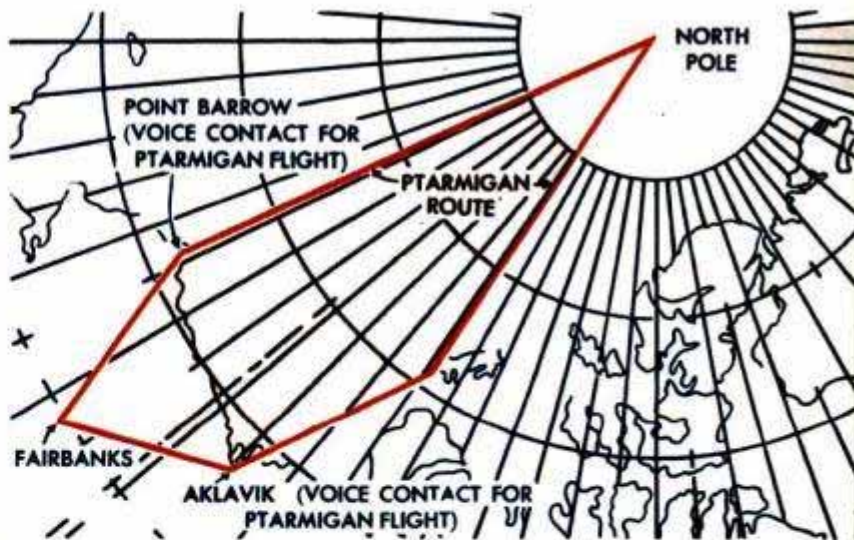 NORTH
POLE
POINT BARROW
(VOICE CONTACT FOR
PTARMIGAN FLIGHT)
PTARMIGAN
ROUTE
FAIRBANKS
AKLAVIK (VOICE CONTACT FOR
PTARMIGAN FLIGHT)